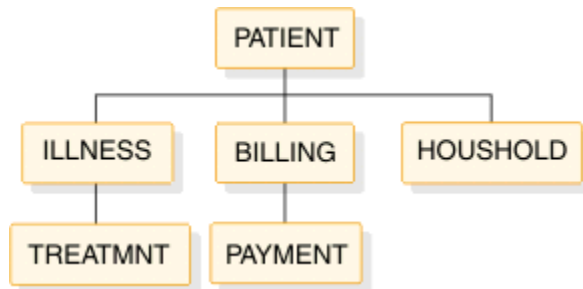 PATIENT
ILLNESS
BILLING
HOUSHOLD
TREATMNT
PAYMENT